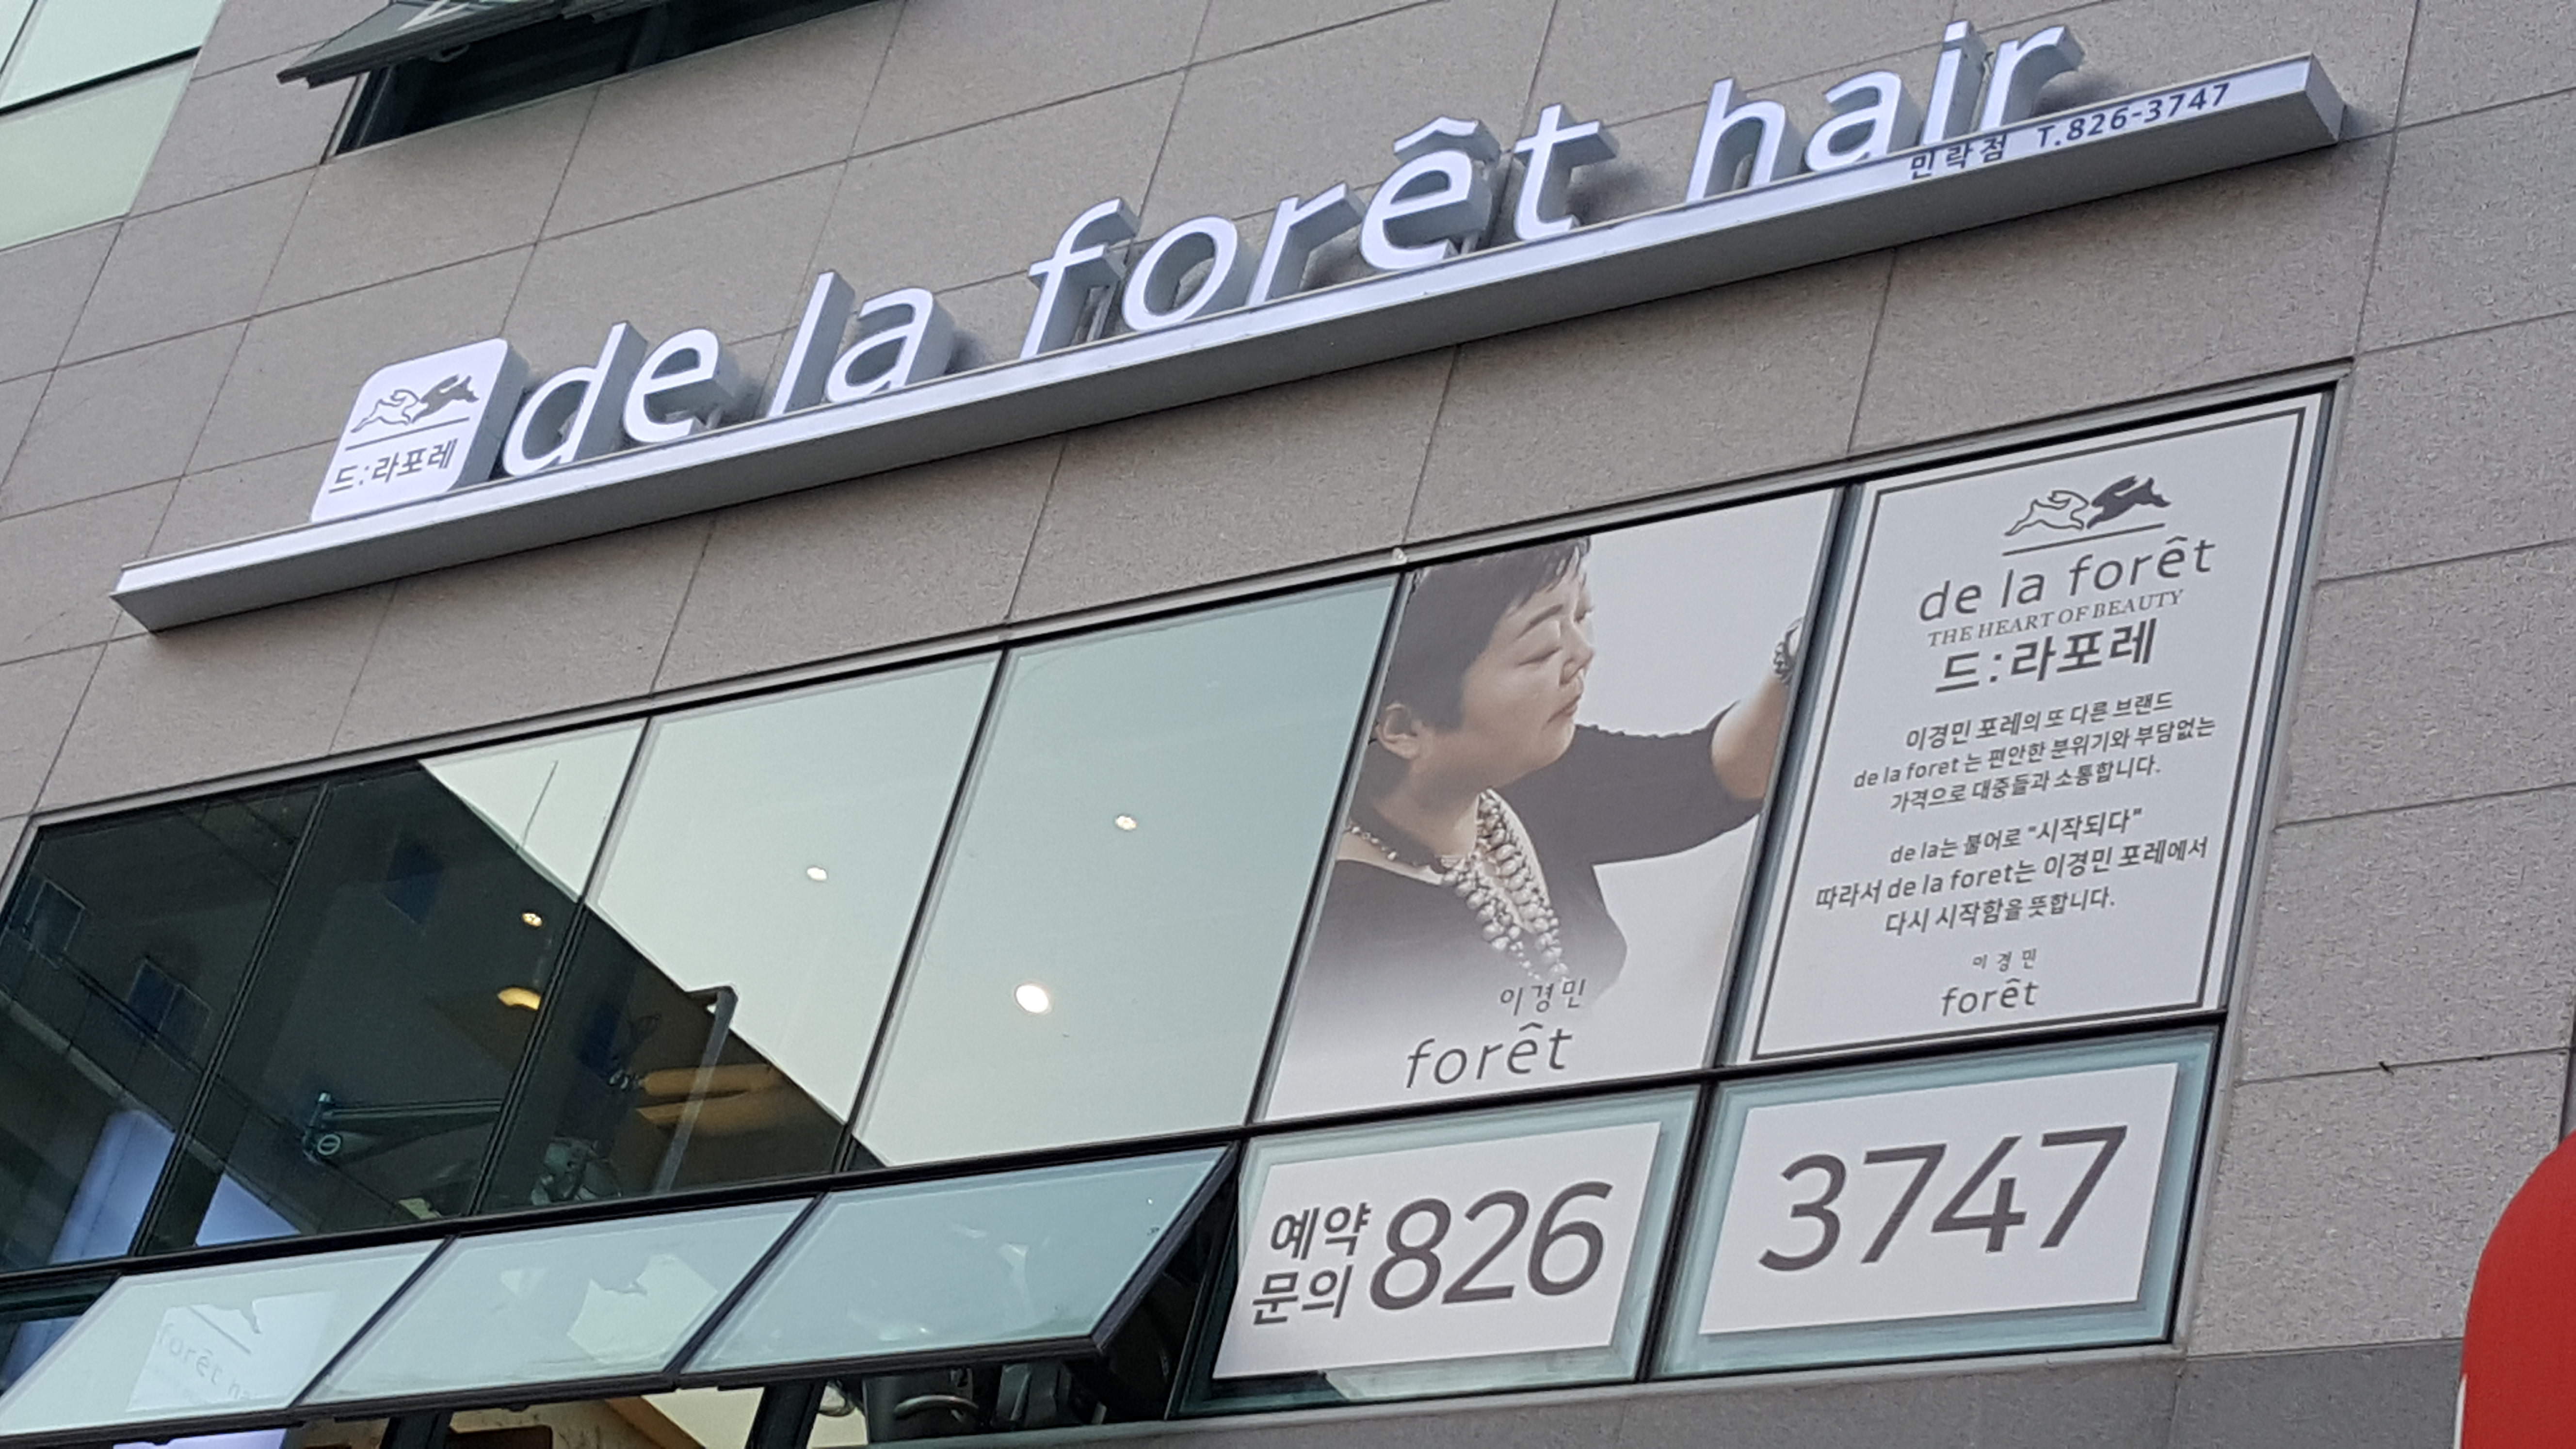 de la forêt hair
드:라포레
민락점 T.826-3747
de la forêt
THE HEART OF BEAUTY
드:라포레
이경민 포레의 또 다른 브랜드
de la foret 는 편안한 분위기와 부담없는
가격으로 대중들과 소통합니다.
de la는 불어로 "시작되다"
따라서 de la foret는 이경민 포레에서
다시 시작함을 뜻합니다.
이경민
forêt
이경민
forêt
예약
문의 826 3747